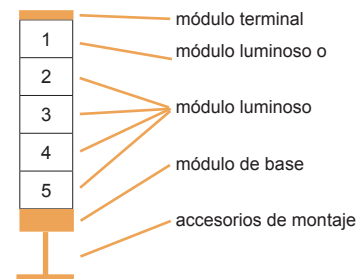 módulo terminal
1
módulo luminoso o
2
3
módulo luminoso
4
módulo de base
5
accesorios de montaje